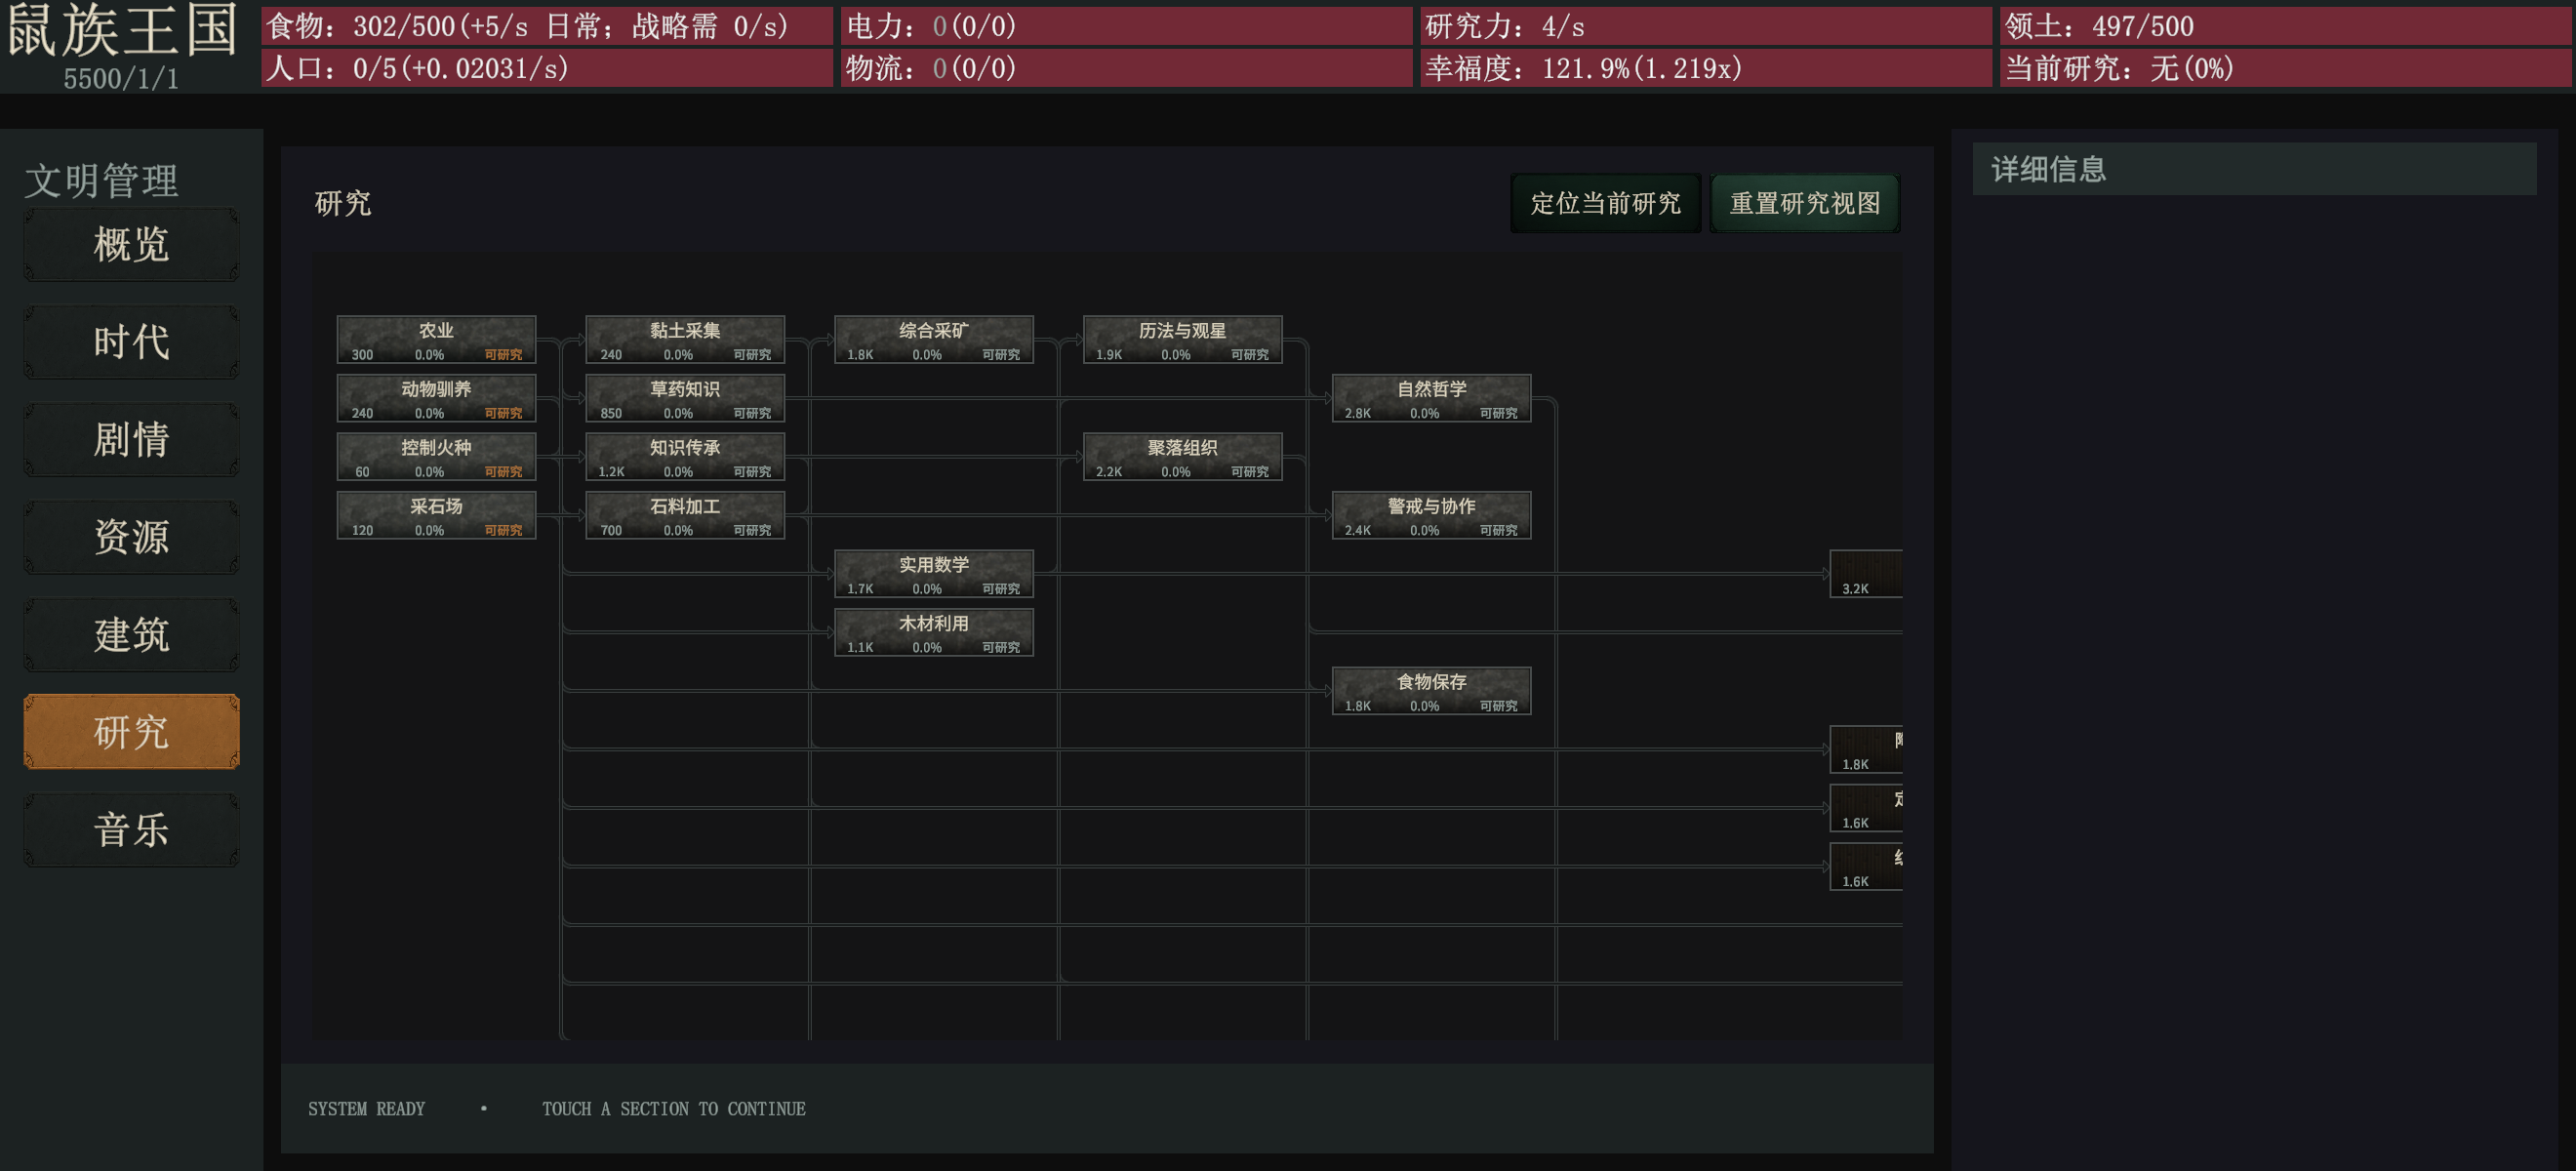 鼠族王国
5500/1/1
食物: 302/500(+5/s 日常; 战略需 0/s)
电力: 0(0/0)
研究力: 4/s
领土: 497/500
人口: 0/5(+0.02031/s)
物流: 0(0/0)
幸福度: 121.9%(1.219x)
当前研究: 无(0%)
文明管理
概览
时代
剧情
资源
建筑
研究
音乐
研究
定位当前研究
重置研究视图
农业
300 0.0% 可研究
黏土采集
240 0.0% 可研究
综合采矿
1.8K 0.0% 可研究
历法与观星
1.9K 0.0% 可研究
动物驯养
240 0.0% 可研究
草药知识
850 0.0% 可研究
自然哲学
2.8K 0.0% 可研究
控制火种
60 0.0% 可研究
知识传承
1.2K 0.0% 可研究
聚落组织
2.2K 0.0% 可研究
采石场
120 0.0% 可研究
石料加工
700 0.0% 可研究
警戒与协作
2.4K 0.0% 可研究
实用数学
1.7K 0.0% 可研究
3.2K
木材利用
1.1K 0.0% 可研究
食物保存
1.8K 0.0% 可研究
1.8K
1.6K
1.6K
SYSTEM READY • TOUCH A SECTION TO CONTINUE
详细信息